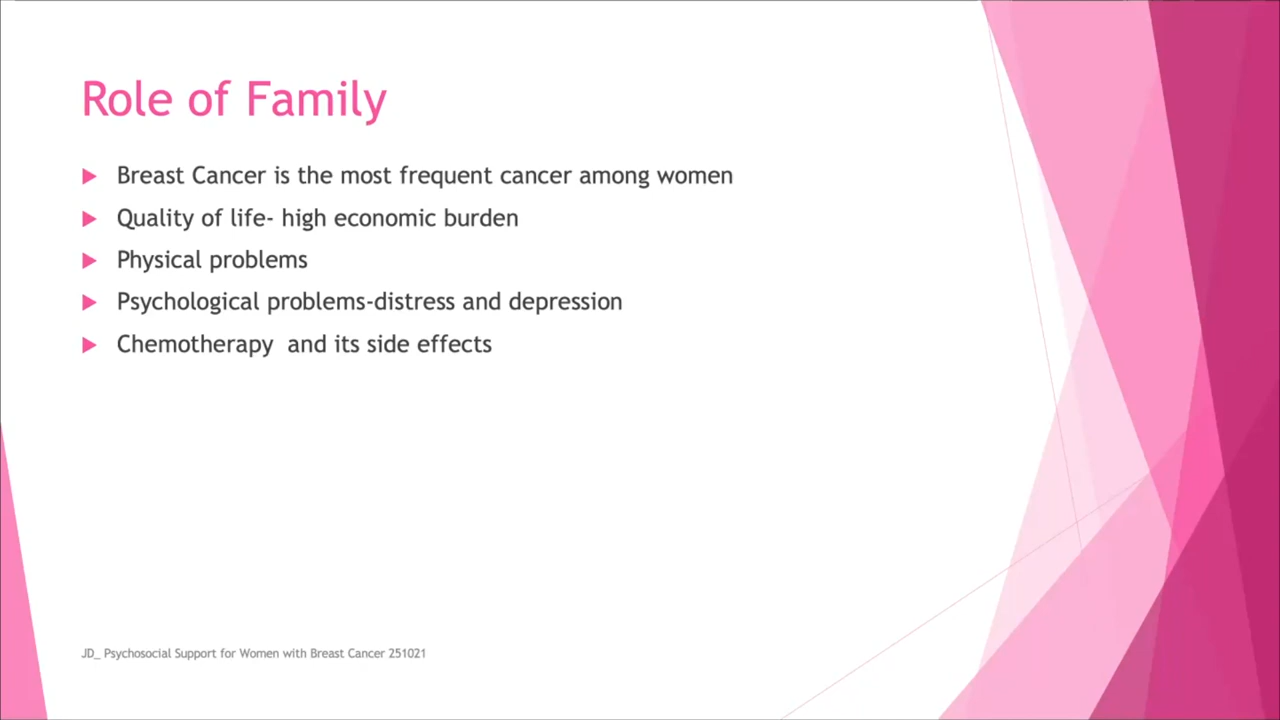 Role of Family
Breast Cancer is the most frequent cancer among women
Quality of life- high economic burden
Physical problems
Psychological problems-distress and depression
Chemotherapy  and its side effects
JD_ Psychosocial Support for Women with Breast Cancer 251021